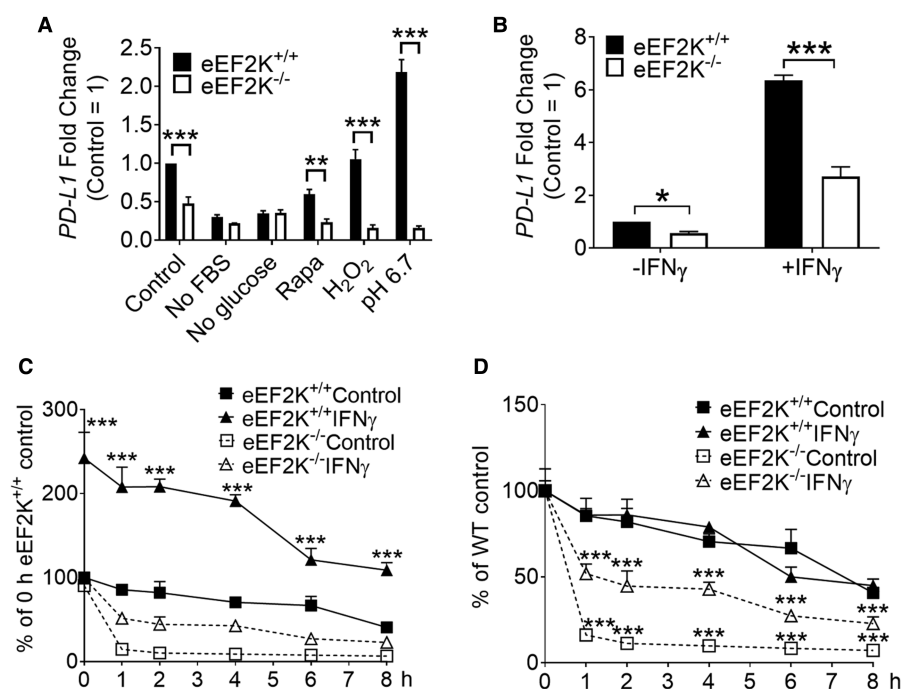 A
PD-L1 Fold Change
(Control = 1)
2.5
2.0
1.5
1.0
0.5
0.0
eEF2K+/+
eEF2K-/-
***
**
***
***
Control
No FBS
No glucose
Rapa
H2O2
pH 6.7
B
PD-L1 Fold Change
(Control = 1)
8
6
4
2
0
eEF2K+/+
eEF2K-/-
*
***
-IFNγ
+IFNγ
C
% of 0 h eEF2K+/+ control
300
200
100
0
eEF2K+/+Control
eEF2K+/+IFNγ
eEF2K-/-Control
eEF2K-/-IFNγ
***
***
***
***
***
***
0 1 2 3 4 5 6 7 8 h
D
% of WT control
150
100
50
0
eEF2K+/+Control
eEF2K+/+IFNγ
eEF2K-/-Control
eEF2K-/-IFNγ
*** *** *** *** ***
*** *** *** *** ***
0 1 2 3 4 5 6 7 8 h